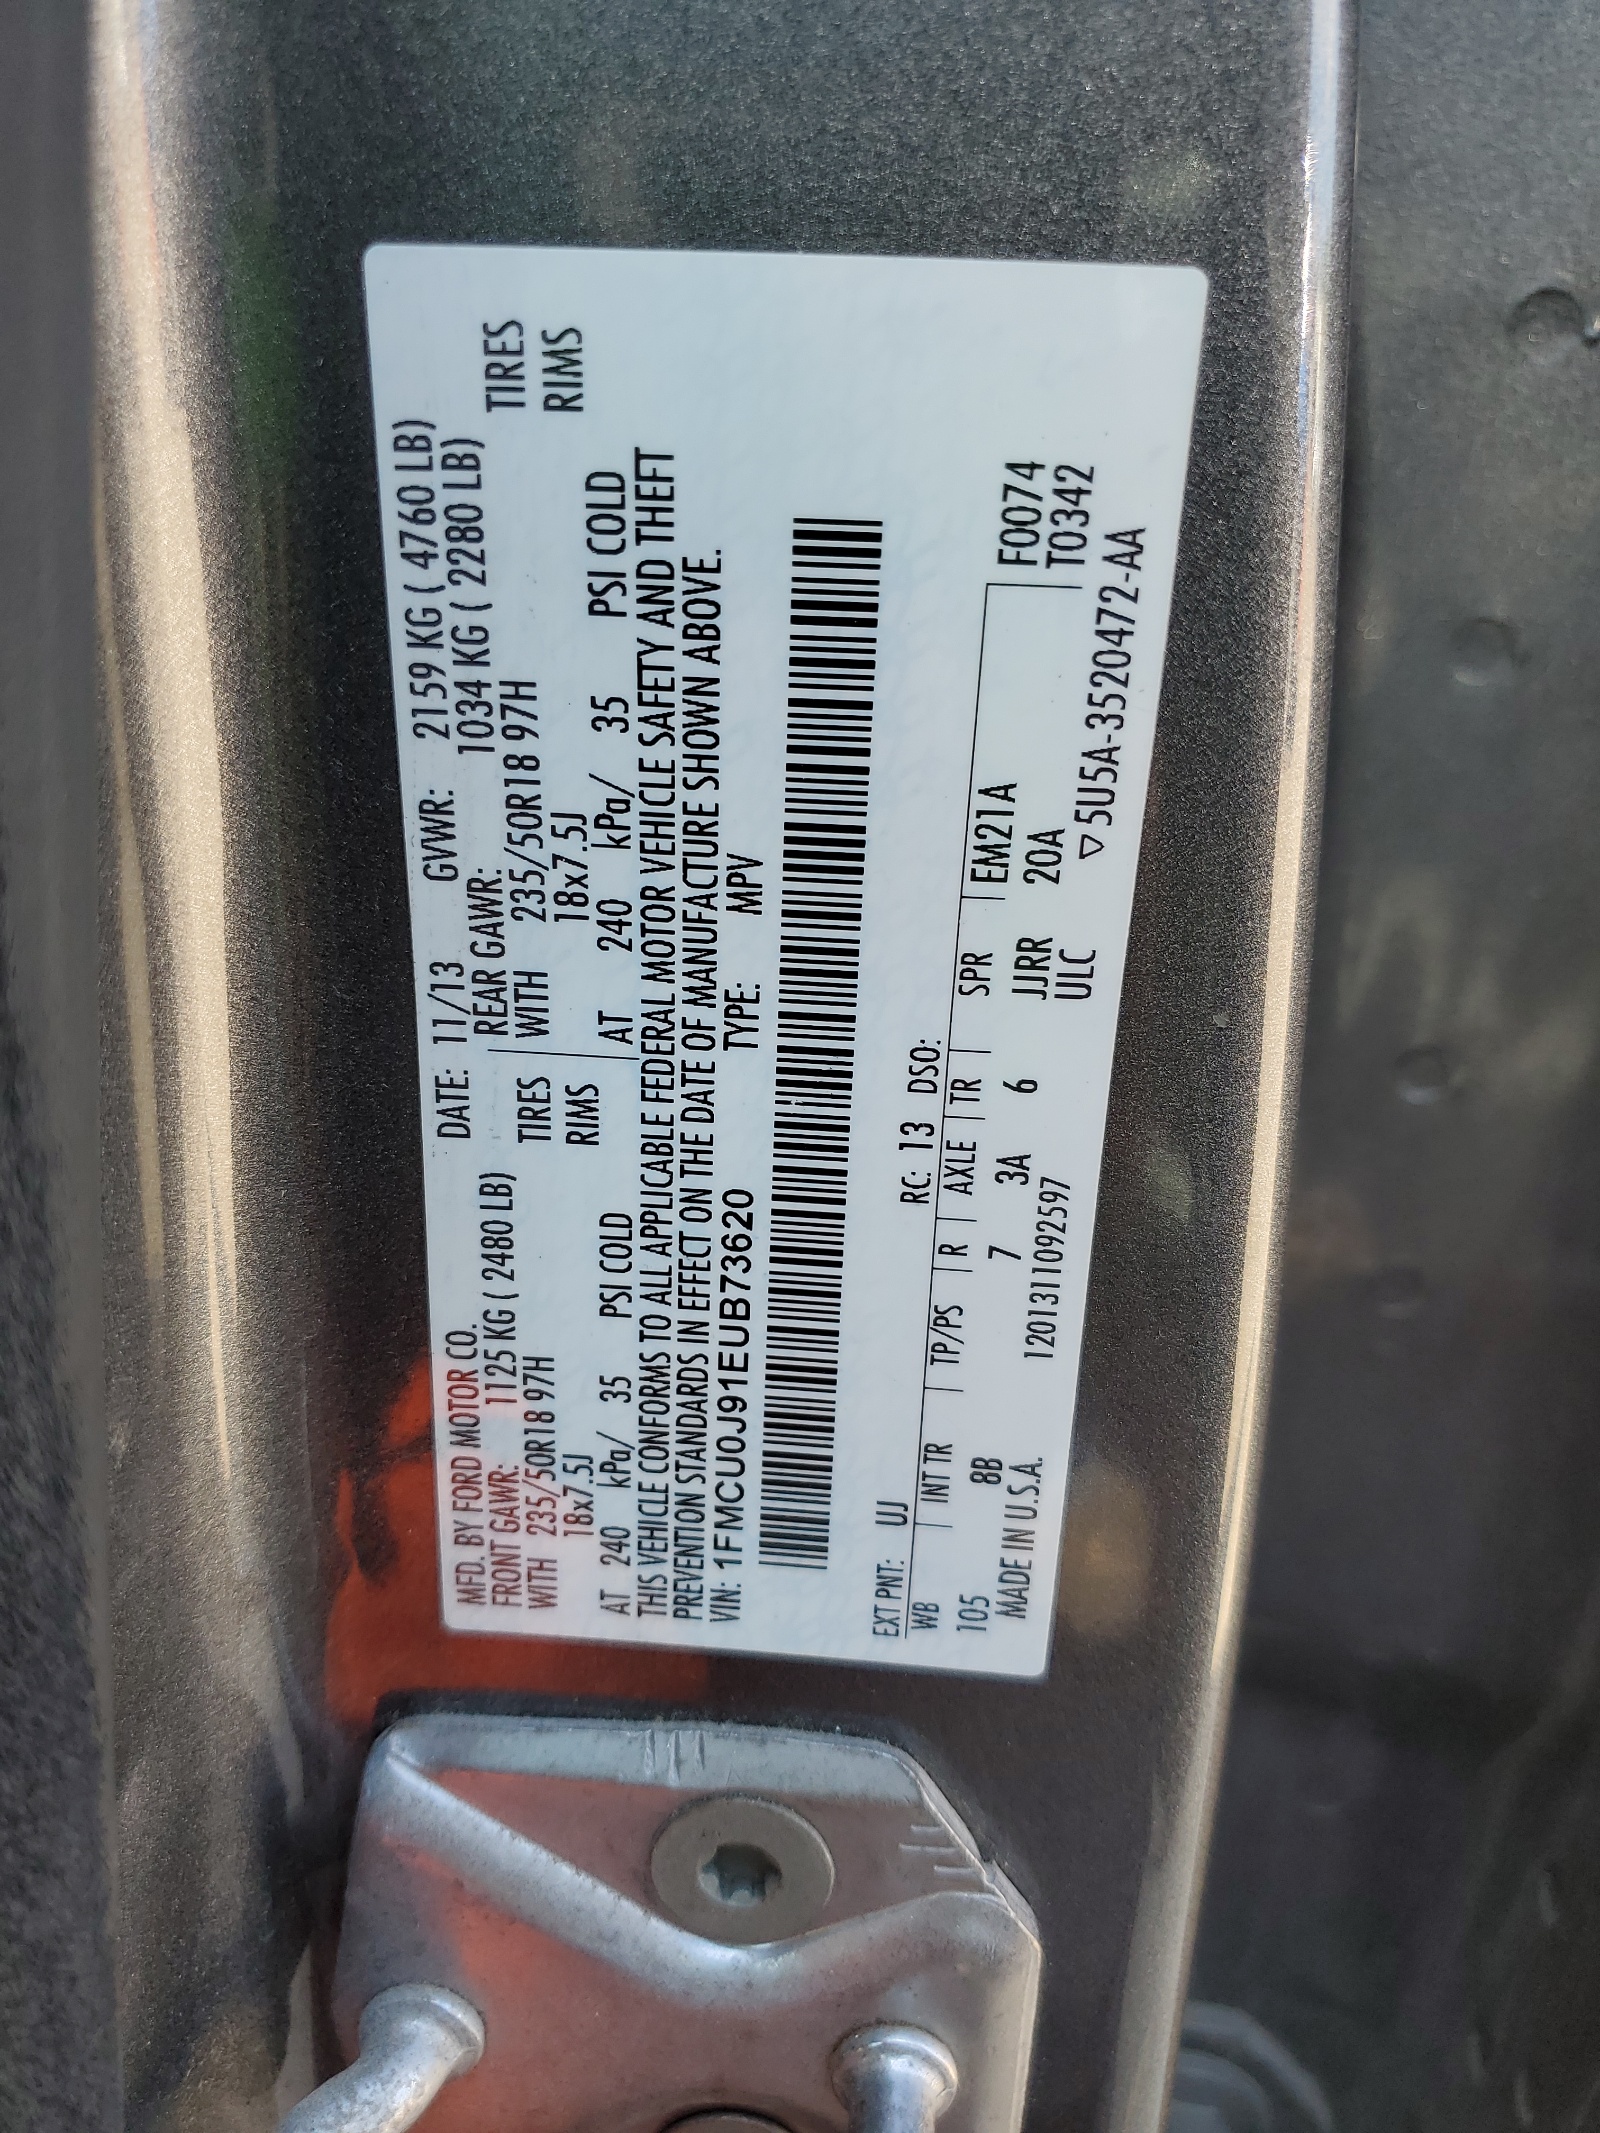 MFD. BY FORD MOTOR CO. DATE: 11/13 GVWR: 2159 KG ( 4760 LB)
FRONT GAWR: 1125 KG ( 2480 LB) REAR GAWR: 1034 KG ( 2280 LB)
WITH 235/50R18 97H TIRES WITH 235/50R18 97H TIRES
18x7.5J RIMS 18x7.5J RIMS
AT 240 kPa/ 35 PSI COLD AT 240 kPa/ 35 PSI COLD
THIS VEHICLE CONFORMS TO ALL APPLICABLE FEDERAL MOTOR VEHICLE SAFETY AND THEFT
PREVENTION STANDARDS IN EFFECT ON THE DATE OF MANUFACTURE SHOWN ABOVE.
VIN: 1FMCU0J91EUB73620 TYPE: MPV
EXT PNT: UJ RC: 13 DSO:
WB INT TR TP/PS R AXLE TR SPR EM21A F0074
105 8B 7 3A 6 JJRR 20A T0342
MADE IN U.S.A. 1201311092597 ULC ▽5U5A-3520472-AA